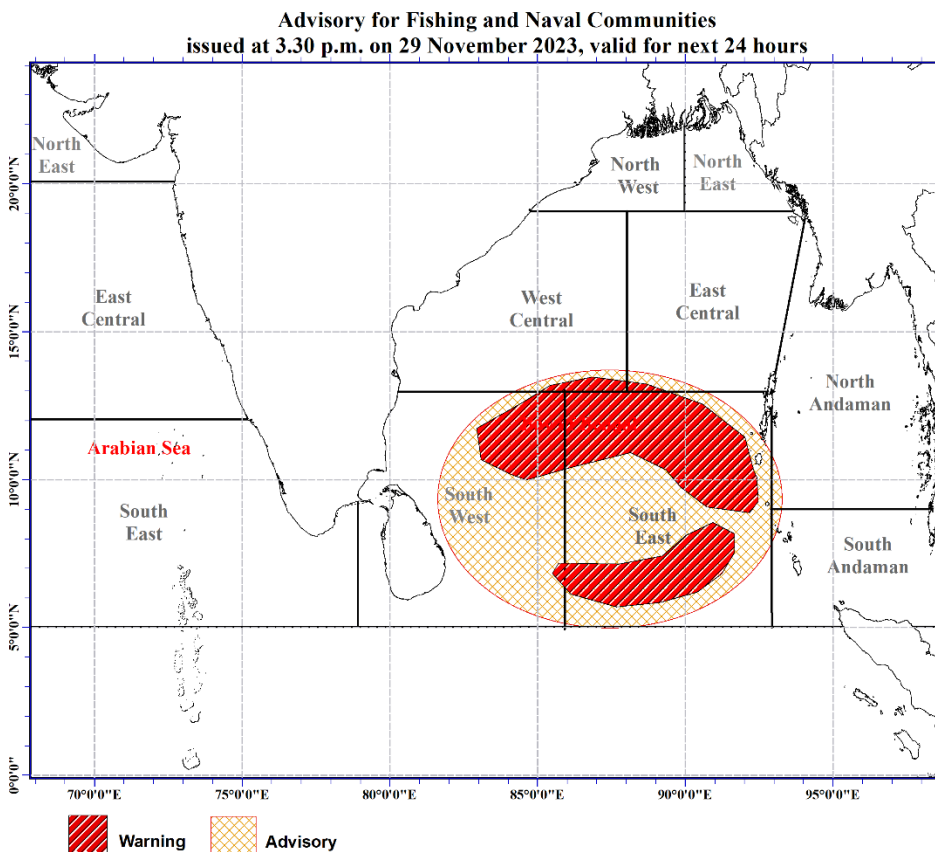 Advisory for Fishing and Naval Communities
issued at 3.30 p.m. on 29 November 2023, valid for next 24 hours
North
East
North
West
North
East
20°0'0"N
East
Central
West
Central
East
Central
15°0'0"N
North
Andaman
Arabian Sea
10°0'0"N
South
East
South
West
South
East
South
Andaman
5°0'0"N
0°0'0"
70°0'0"E
75°0'0"E
80°0'0"E
85°0'0"E
90°0'0"E
95°0'0"E
Warning
Advisory